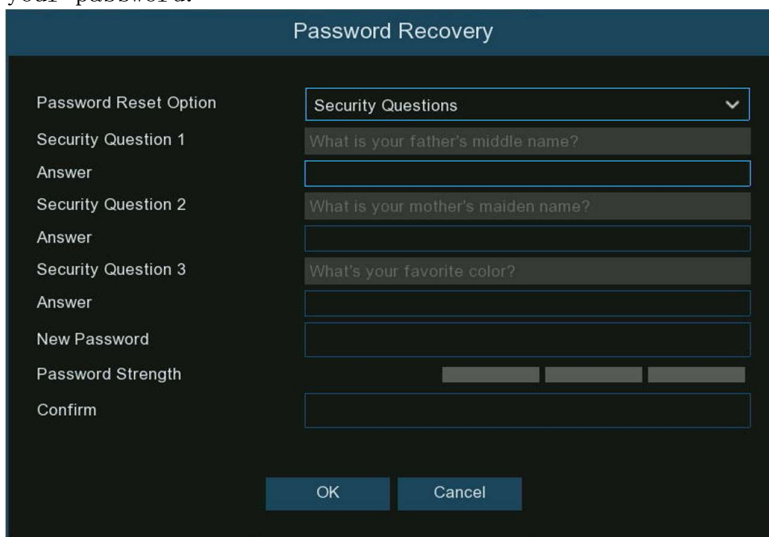 your password.
Password Recovery
Password Reset Option Security Questions
Security Question 1 What is your father's middle name?
Answer
Security Question 2 What is your mother's maiden name?
Answer
Security Question 3 What's your favorite color?
Answer
New Password
Password Strength
Confirm
OK Cancel